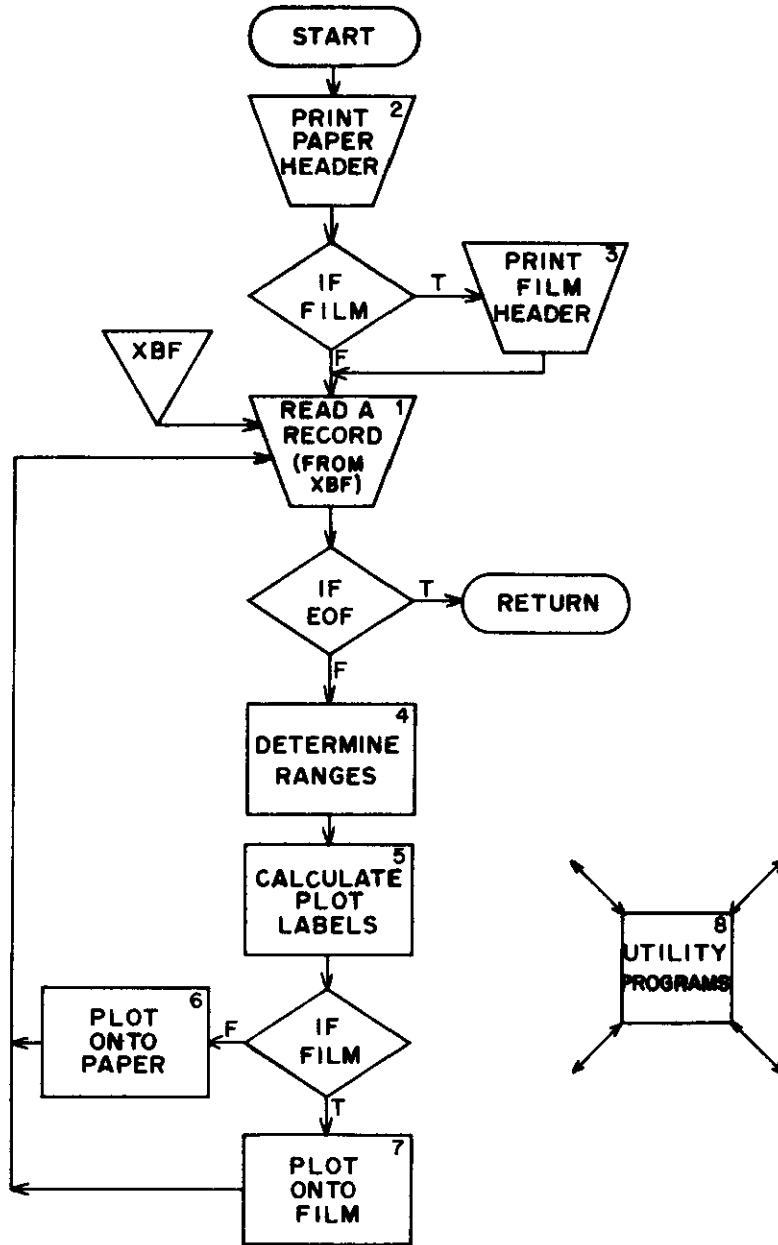 START
2
PRINT
PAPER
HEADER
IF
FILM
T
F
3
PRINT
FILM
HEADER
XBF
1
READ A
RECORD
(FROM
XBF)
IF
EOF
T
F
RETURN
4
DETERMINE
RANGES
5
CALCULATE
PLOT
LABELS
8
UTILITY
PROGRAMS
6
PLOT
ONTO
PAPER
F
IF
FILM
T
7
PLOT
ONTO
FILM